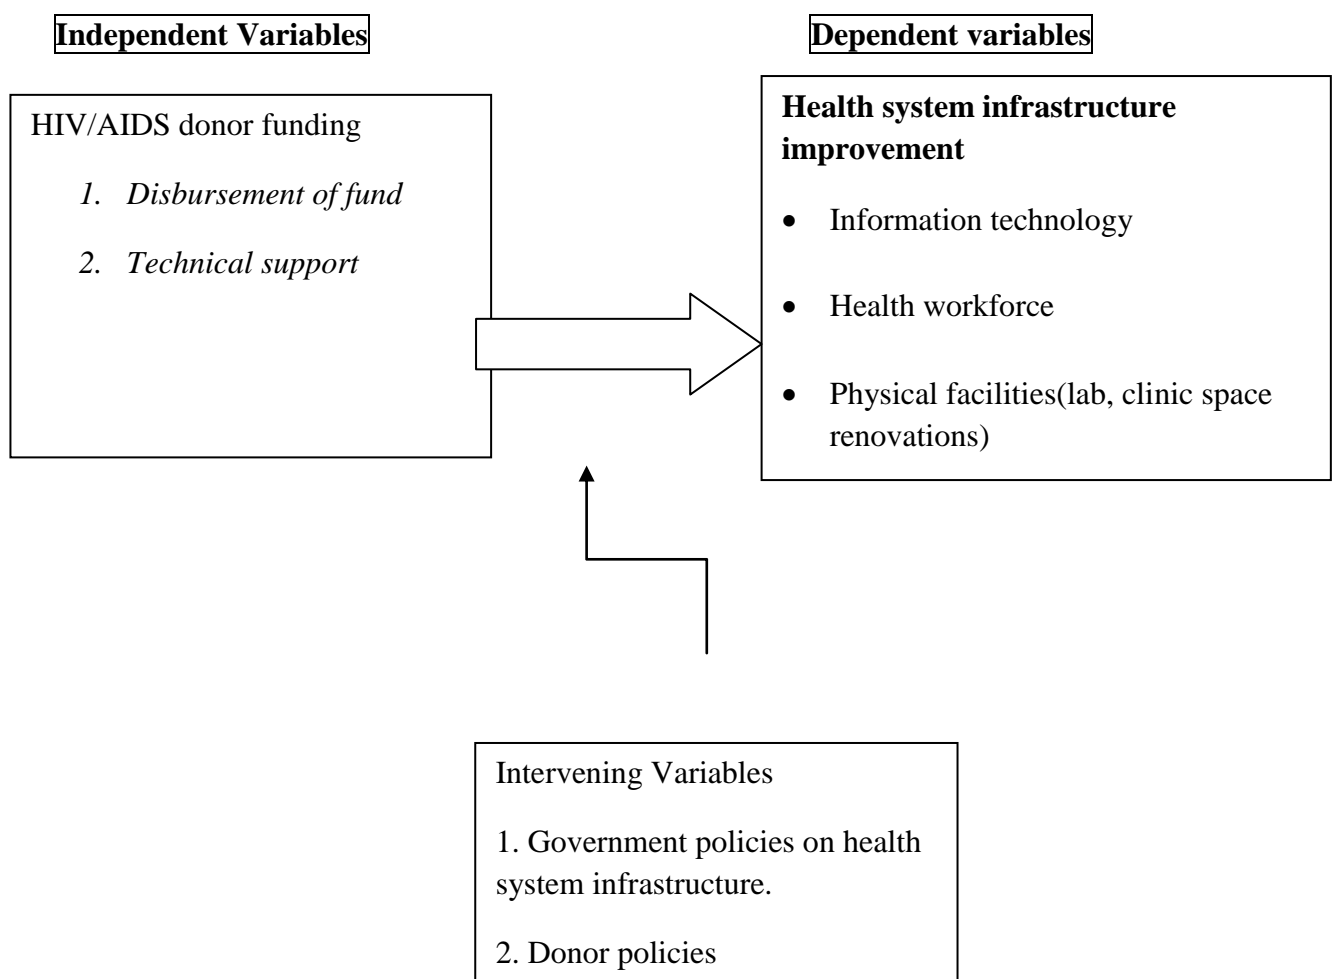 Independent Variables
HIV/AIDS donor funding
1. Disbursement of fund
2. Technical support
Dependent variables
Health system infrastructure
improvement
• Information technology
• Health workforce
• Physical facilities(lab, clinic space
renovations)
Intervening Variables
1. Government policies on health
system infrastructure.
2. Donor policies